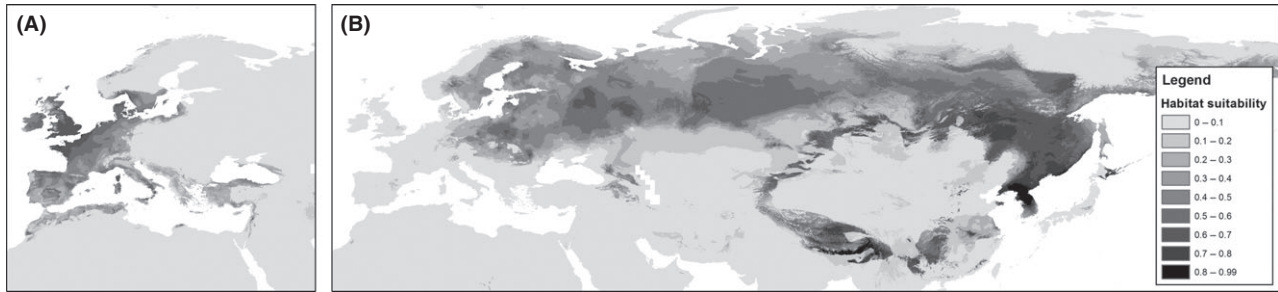 (A)
(B)
Legend
Habitat suitability
0 – 0.1
0.1 – 0.2
0.2 – 0.3
0.3 – 0.4
0.4 – 0.5
0.5 – 0.6
0.6 – 0.7
0.7 – 0.8
0.8 – 0.99